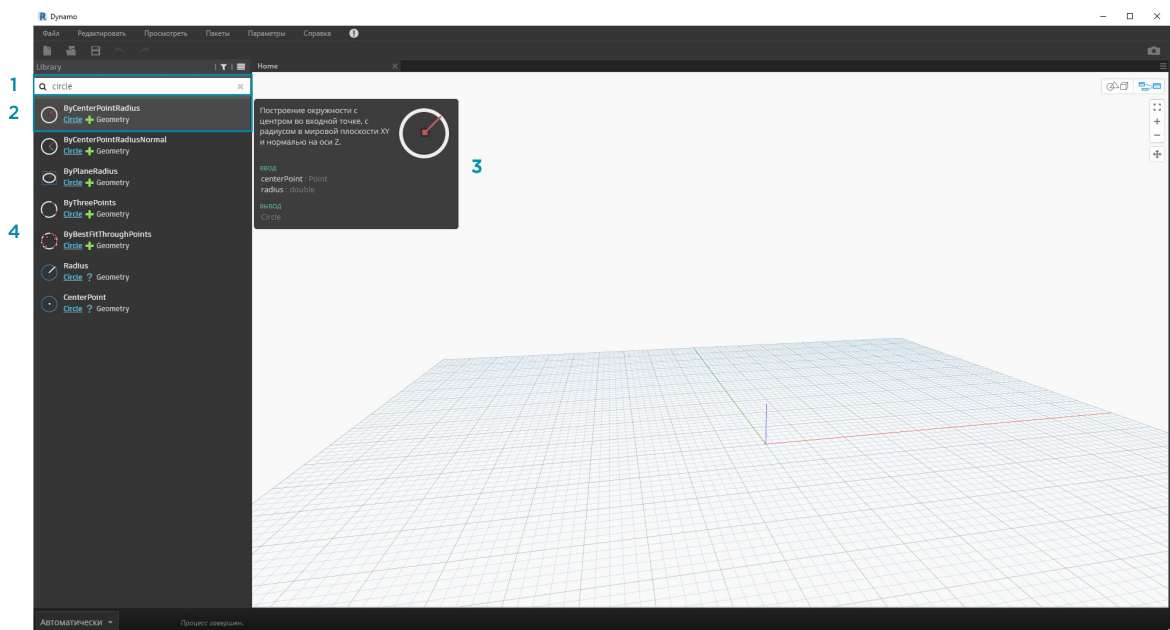 R Dynamo
Файл Редактировать Просмотреть Пакеты Параметры Справка !
Library
Home
1
circle
2
ByCenterPointRadius
Circle Geometry
ByCenterPointRadiusNormal
Circle Geometry
ByPlaneRadius
Circle Geometry
ByThreePoints
Circle Geometry
4
ByBestFitThroughPoints
Circle Geometry
Radius
Circle ? Geometry
CenterPoint
Circle ? Geometry
Построение окружности с
центром во входной точке, с
радиусом в мировой плоскости XY
и нормалью на оси Z.
ВВОД
centerPoint : Point
radius : double
ВЫВОД
Circle
3
Автоматически
Процесс завершен.